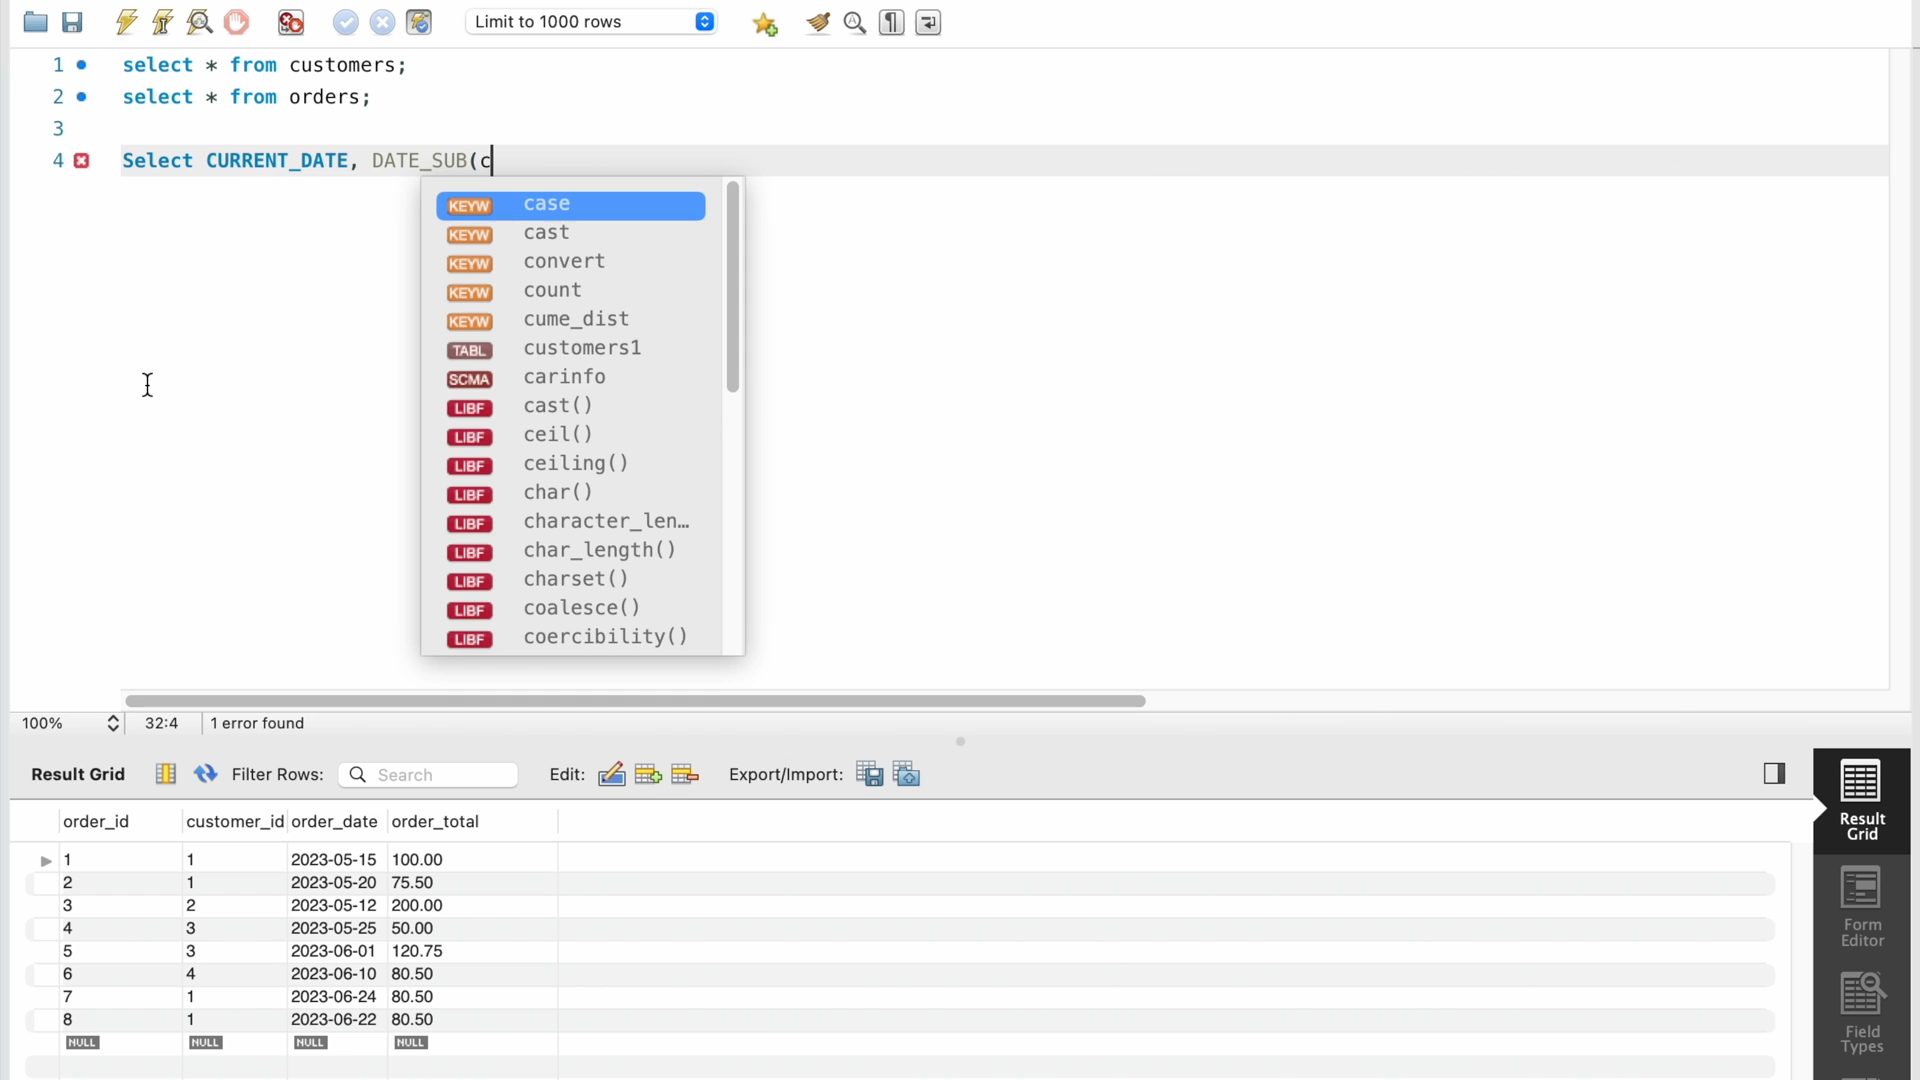 Limit to 1000 rows
1 select * from customers;
2 select * from orders;
3
4 Select CURRENT_DATE, DATE_SUB(c
KEYW case
KEYW cast
KEYW convert
KEYW count
KEYW cume_dist
TABL customers1
SCMA carinfo
LIBF cast()
LIBF ceil()
LIBF ceiling()
LIBF char()
LIBF character_len…
LIBF char_length()
LIBF charset()
LIBF coalesce()
LIBF coercibility()
100% 32:4 1 error found
Result Grid Filter Rows: Search Edit: Export/Import:
order_id customer_id order_date order_total
1 1 2023-05-15 100.00
2 1 2023-05-20 75.50
3 2 2023-05-12 200.00
4 3 2023-05-25 50.00
5 3 2023-06-01 120.75
6 4 2023-06-10 80.50
7 1 2023-06-24 80.50
8 1 2023-06-22 80.50
NULL NULL NULL NULL
Result
Grid
Form
Editor
Field
Types